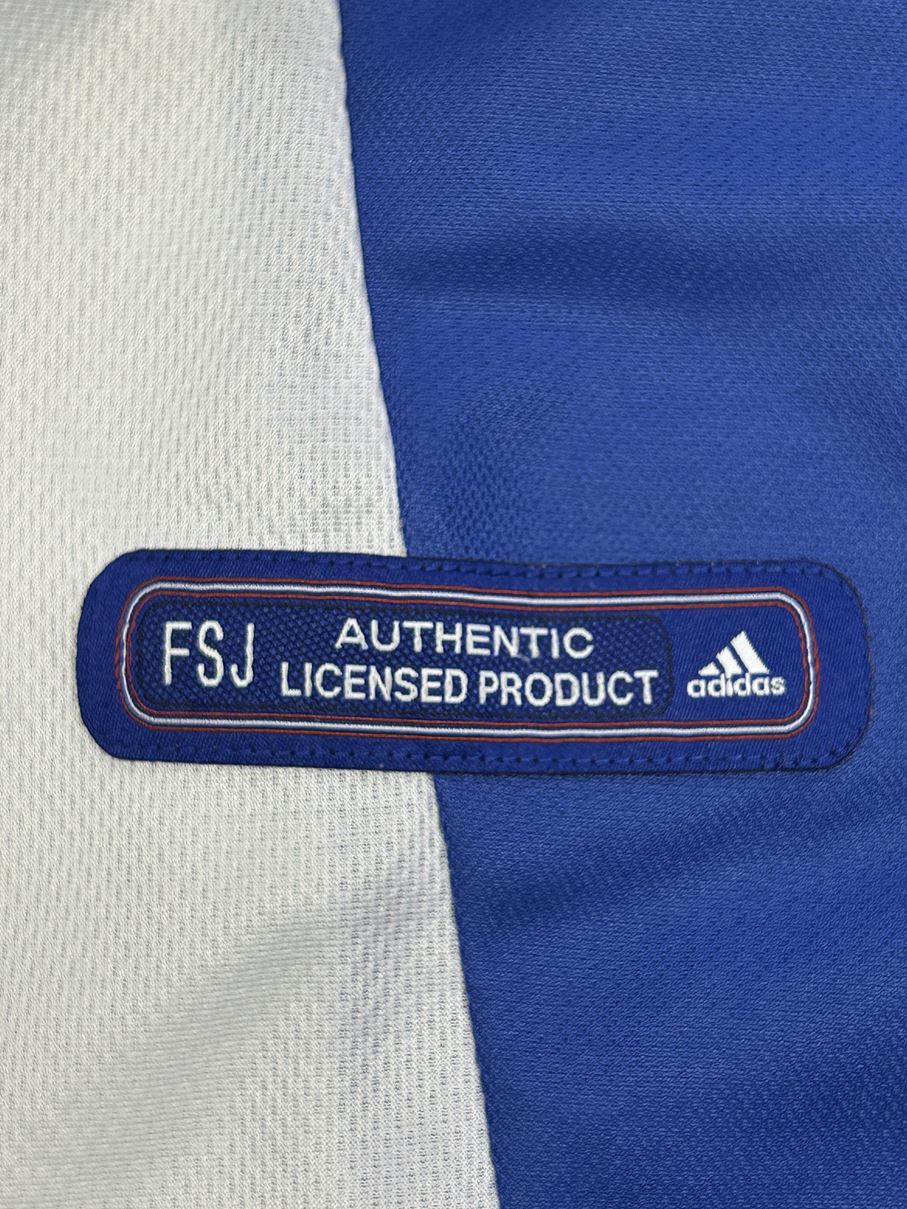 FSJ
AUTHENTIC
LICENSED PRODUCT
adidas